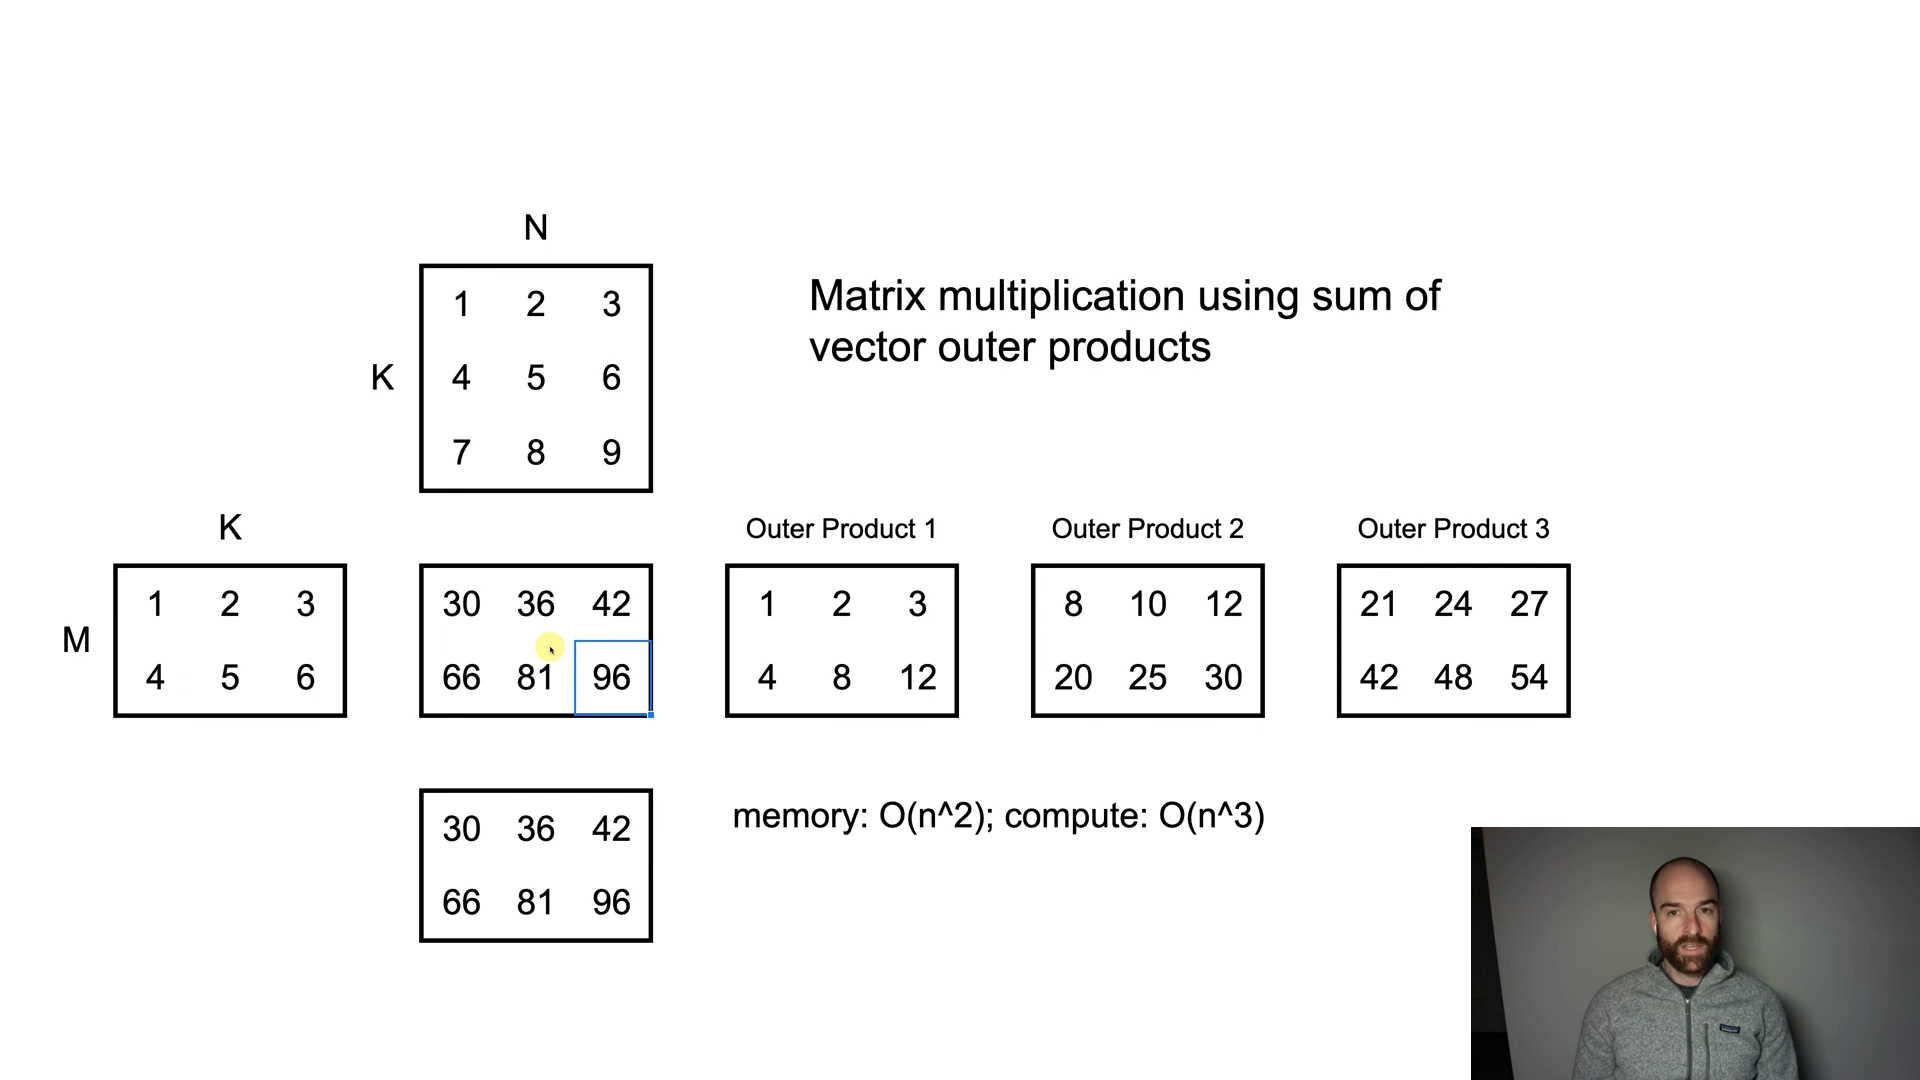 N
1 2 3
K
4 5 6
7 8 9
Matrix multiplication using sum of
vector outer products
K
M
1 2 3
4 5 6
30 36 42
66 81 96
Outer Product 1
1 2 3
4 8 12
Outer Product 2
8 10 12
20 25 30
Outer Product 3
21 24 27
42 48 54
30 36 42
66 81 96
memory: O(n^2); compute: O(n^3)